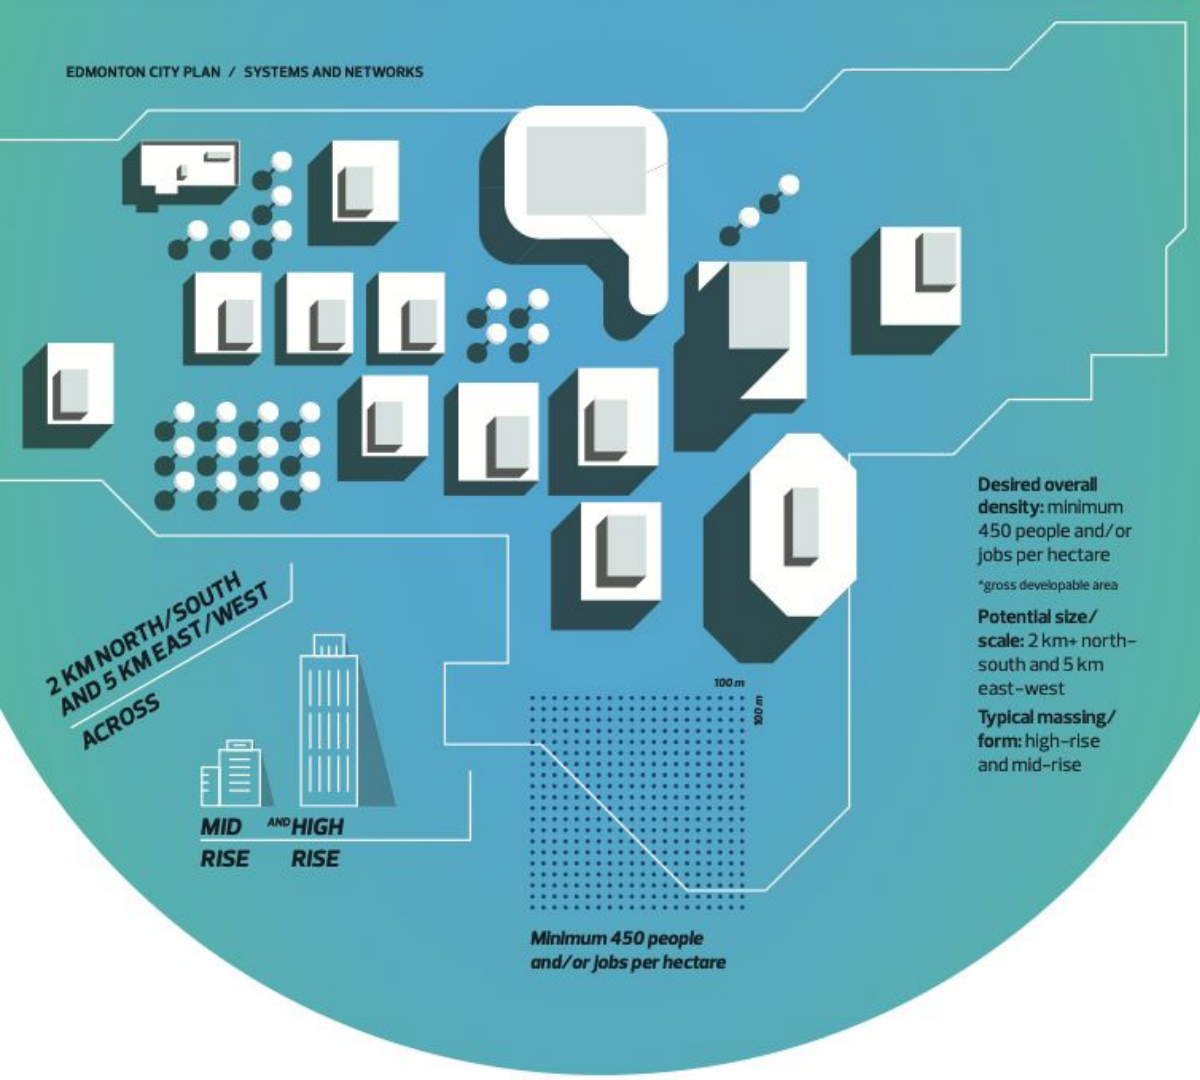 EDMONTON CITY PLAN / SYSTEMS AND NETWORKS
Desired overall
density: minimum
450 people and/or
jobs per hectare
*gross developable area
Potential size/
scale: 2 km+ north-
south and 5 km
east-west
Typical massing/
form: high-rise
and mid-rise
2 KM NORTH/SOUTH
AND 5 KM EAST/WEST
ACROSS
MID AND HIGH
RISE RISE
100 m
100 m
Minimum 450 people
and/or jobs per hectare